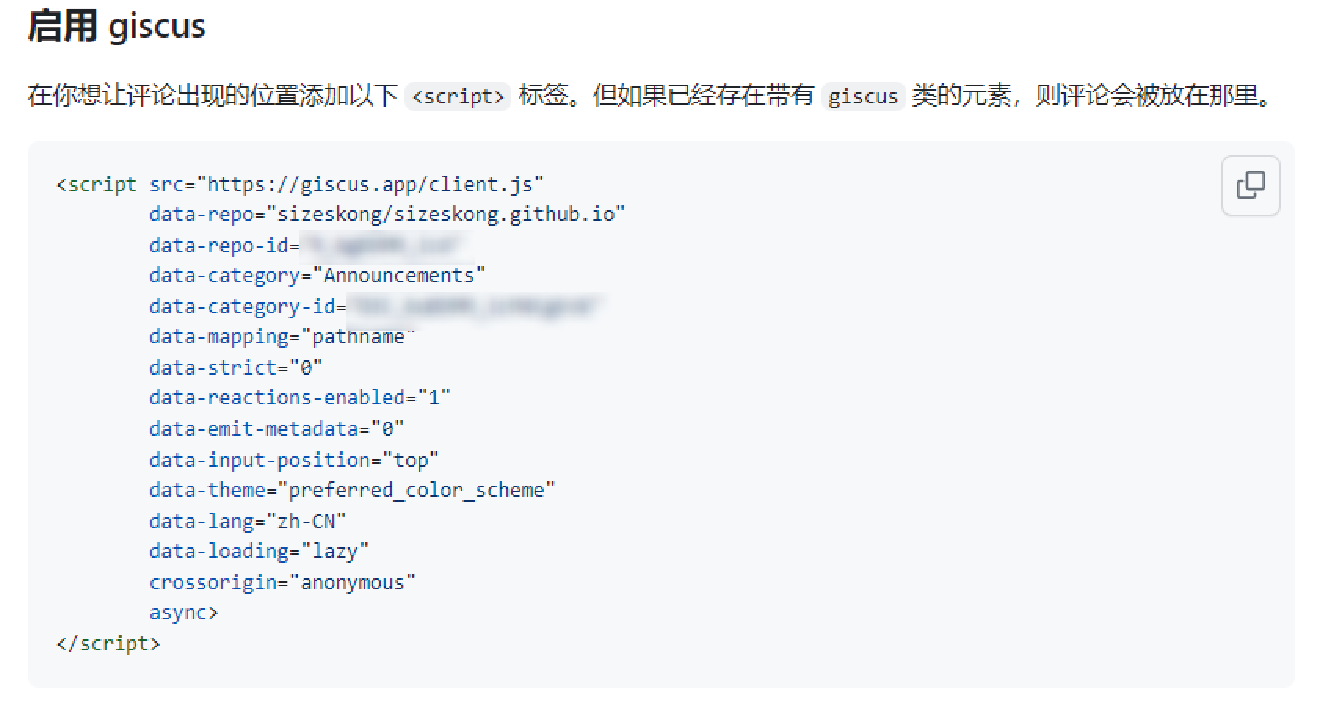 启用 giscus
在你想让评论出现的位置添加以下 <script> 标签。但如果已经存在带有 giscus 类的元素，则评论会被放在那里。
<script src="https://giscus.app/client.js"
data-repo="sizeskong/sizeskong.github.io"
data-repo-id=
data-category="Announcements"
data-category-id=
data-mapping="pathname"
data-strict="0"
data-reactions-enabled="1"
data-emit-metadata="0"
data-input-position="top"
data-theme="preferred_color_scheme"
data-lang="zh-CN"
data-loading="lazy"
crossorigin="anonymous"
async>
</script>